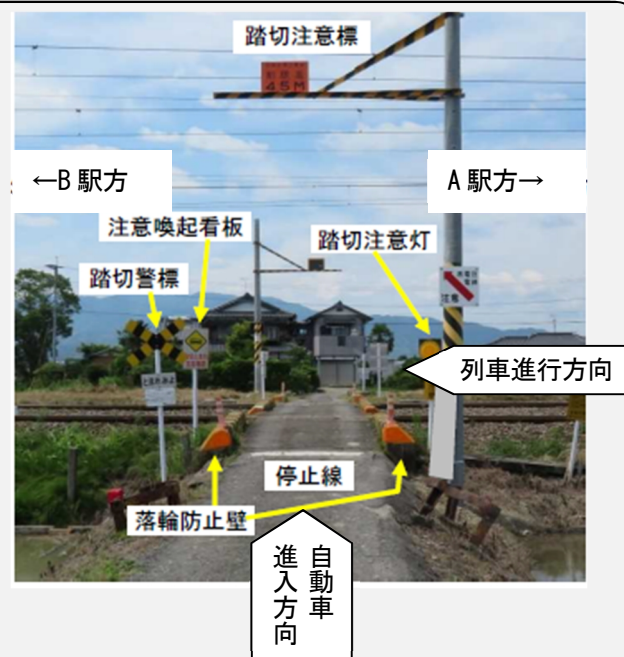 踏切注意標
4.5M
←B駅方
A駅方→
注意喚起看板
踏切注意灯
踏切警標
列車進行方向
停止線
落輪防止壁
自動車
進入方向